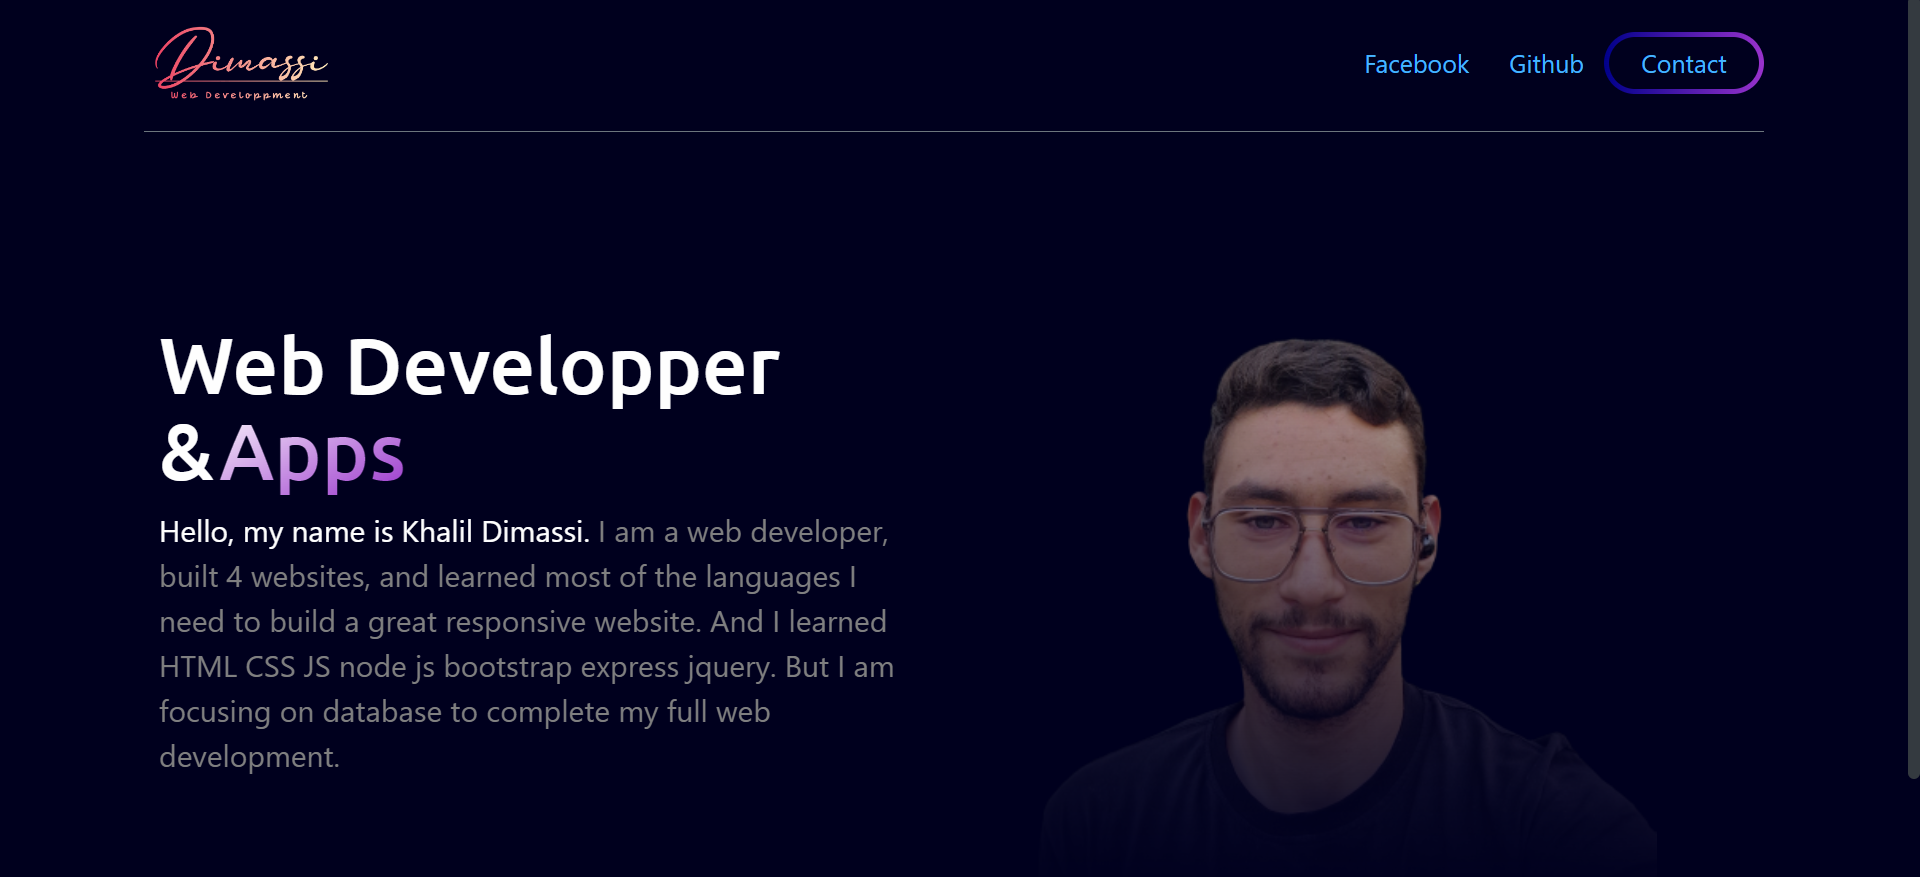 Dimassi
Web Developpment
Facebook Github Contact
Web Developper
&Apps
Hello, my name is Khalil Dimassi. I am a web developer,
built 4 websites, and learned most of the languages I
need to build a great responsive website. And I learned
HTML CSS JS node js bootstrap express jquery. But I am
focusing on database to complete my full web
development.